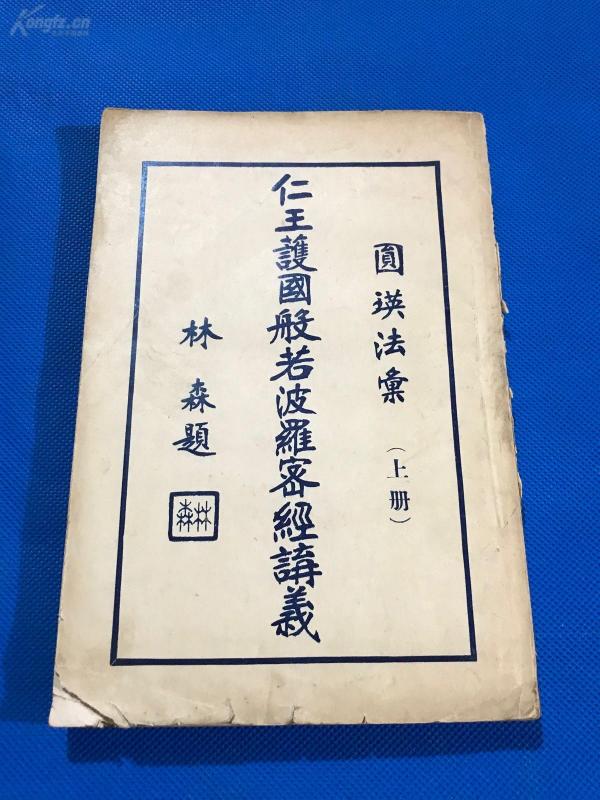 圓瑛法彙
(上册)
仁王護國般若波羅密經講義
林森題
林森
Kongfz.cn